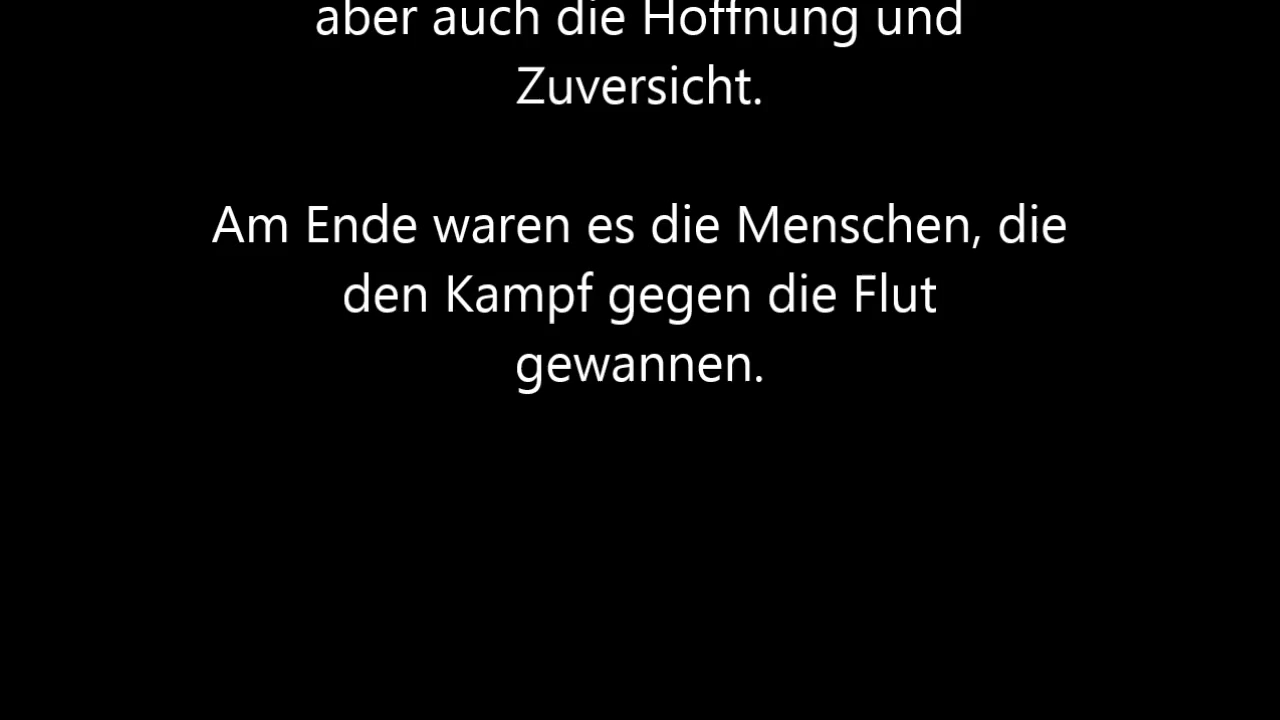 aber auch die Hoffnung und
Zuversicht.
Am Ende waren es die Menschen, die
den Kampf gegen die Flut
gewannen.